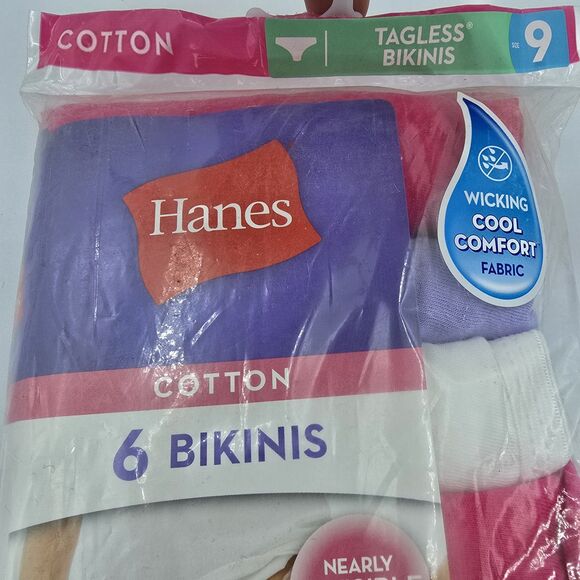 COTTON
TAGLESS®
BIKINIS
SIZE 9
Hanes
WICKING
COOL
COMFORT
FABRIC
COTTON
6 BIKINIS
NEARLY